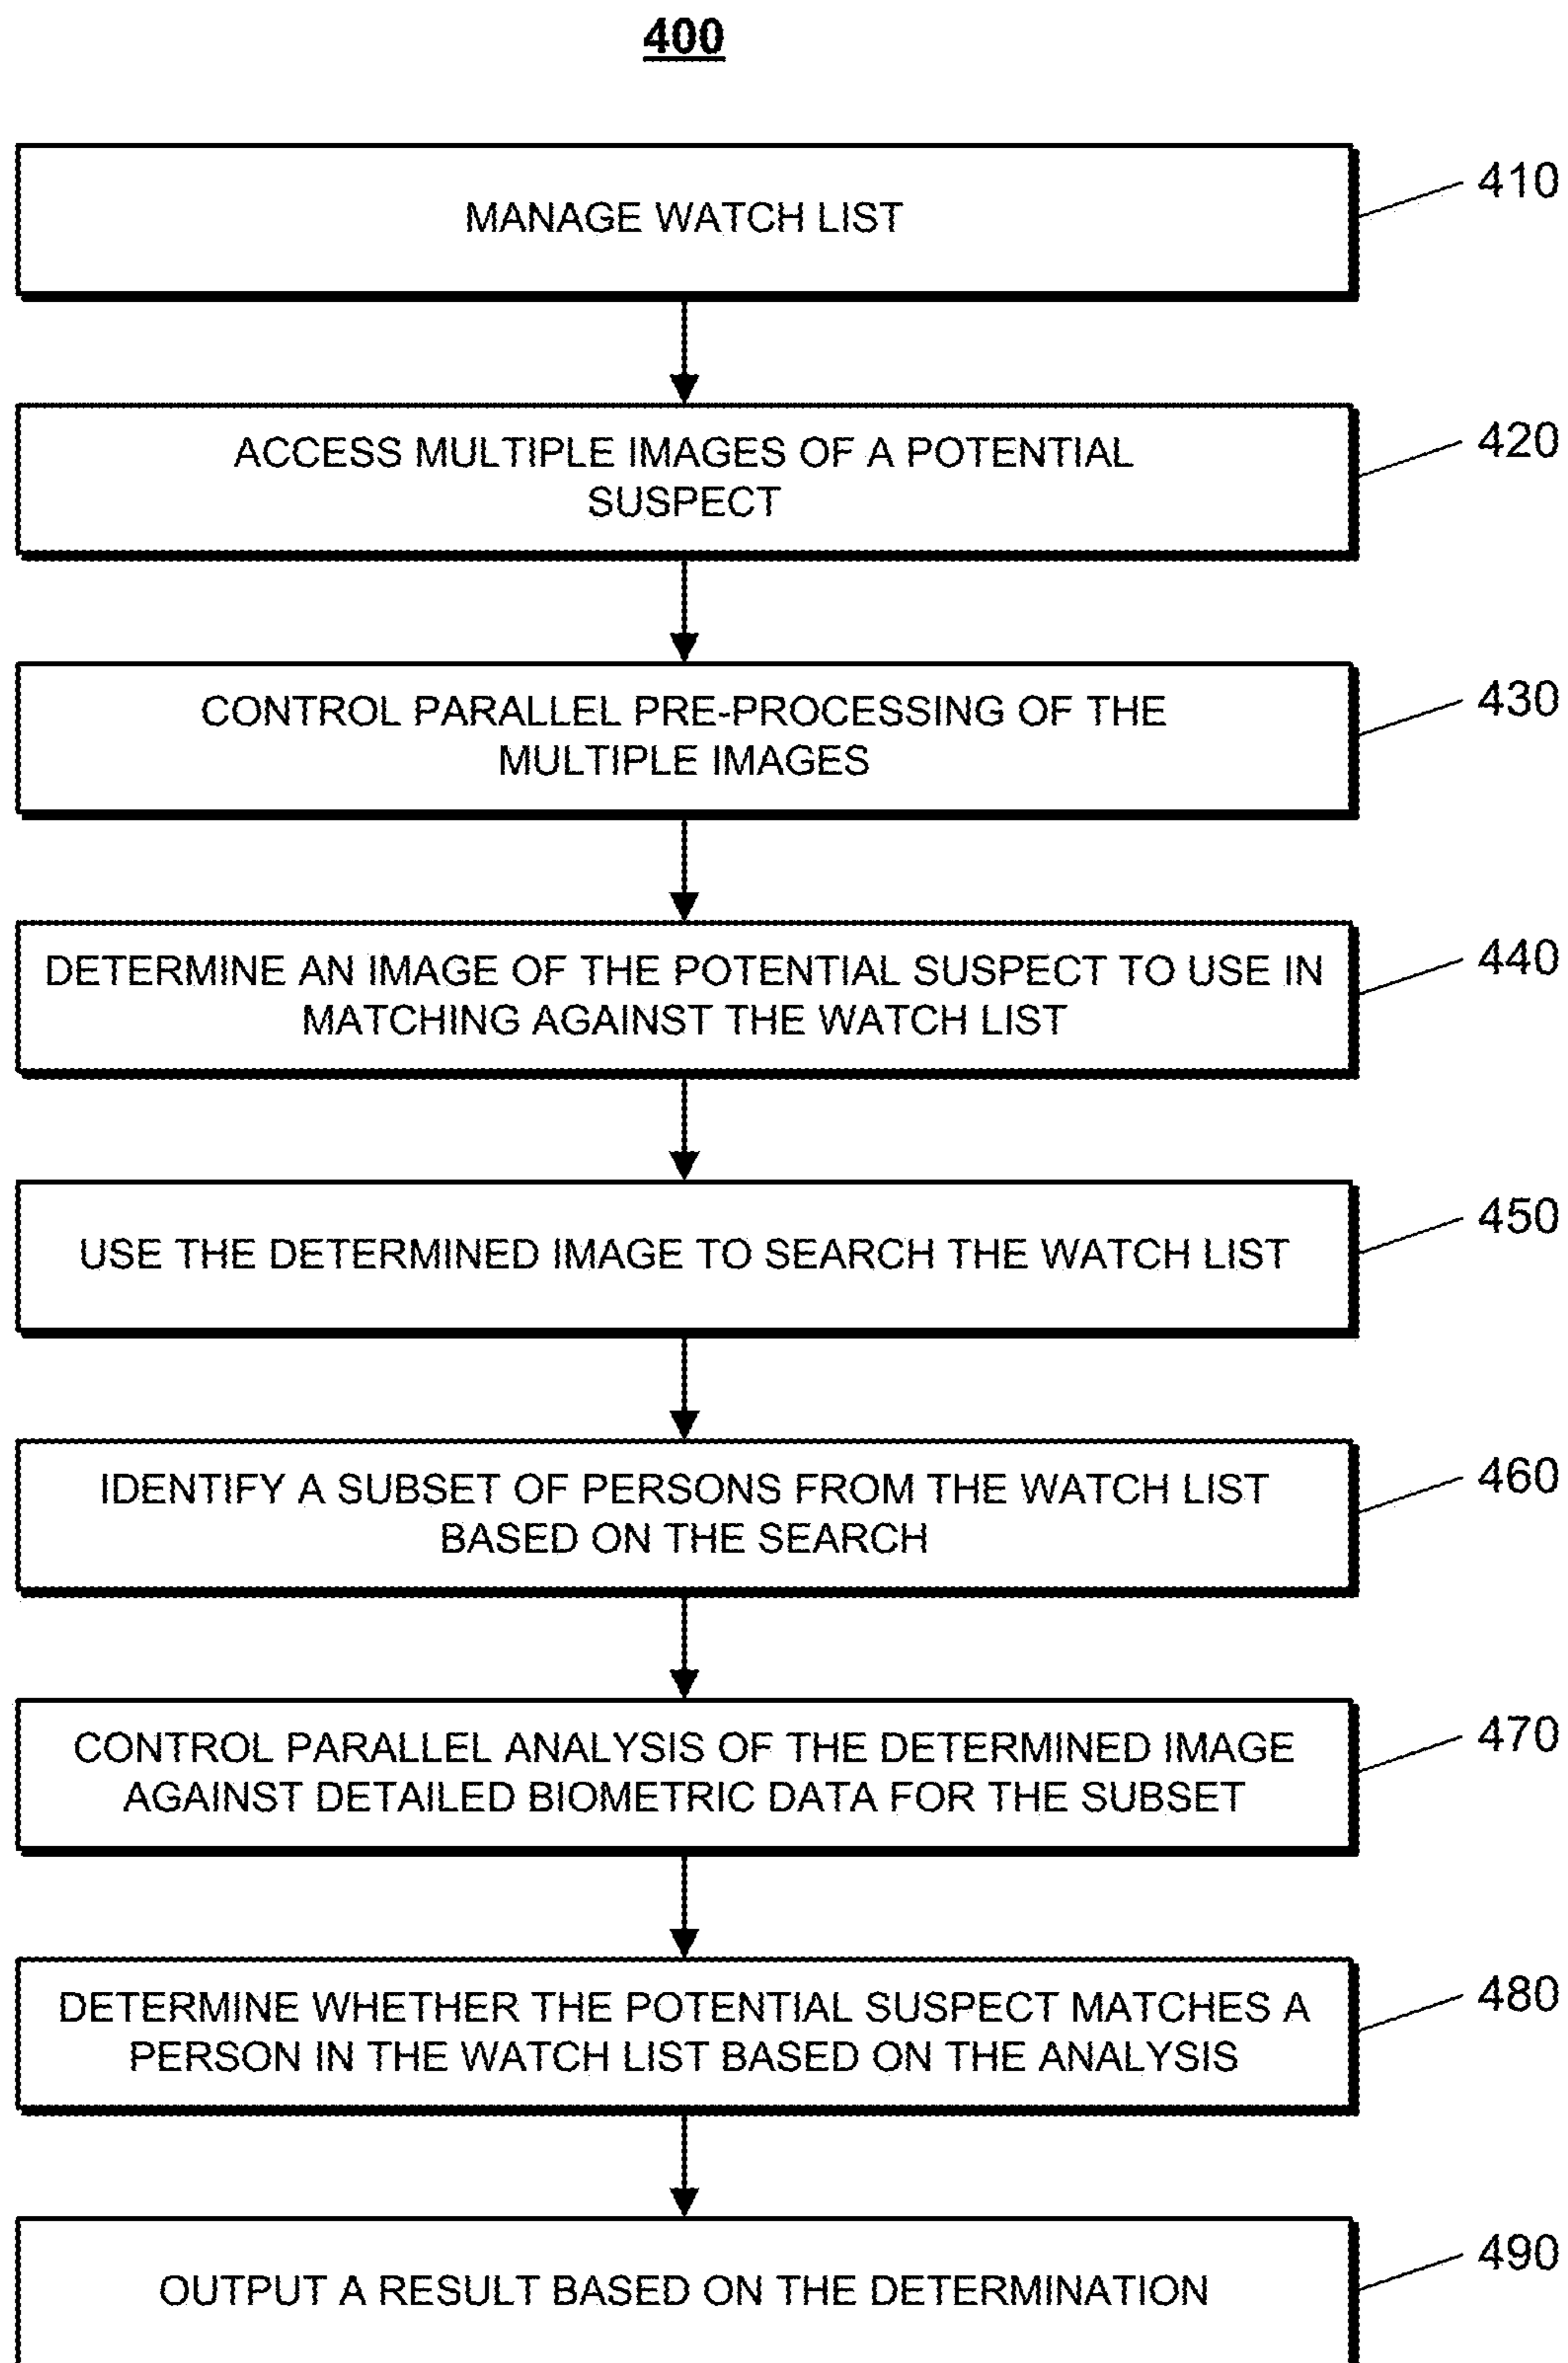 400
MANAGE WATCH LIST
410
ACCESS MULTIPLE IMAGES OF A POTENTIAL
SUSPECT
420
CONTROL PARALLEL PRE-PROCESSING OF THE
MULTIPLE IMAGES
430
DETERMINE AN IMAGE OF THE POTENTIAL SUSPECT TO USE IN
MATCHING AGAINST THE WATCH LIST
440
USE THE DETERMINED IMAGE TO SEARCH THE WATCH LIST
450
IDENTIFY A SUBSET OF PERSONS FROM THE WATCH LIST
BASED ON THE SEARCH
460
CONTROL PARALLEL ANALYSIS OF THE DETERMINED IMAGE
AGAINST DETAILED BIOMETRIC DATA FOR THE SUBSET
470
DETERMINE WHETHER THE POTENTIAL SUSPECT MATCHES A
PERSON IN THE WATCH LIST BASED ON THE ANALYSIS
480
OUTPUT A RESULT BASED ON THE DETERMINATION
490